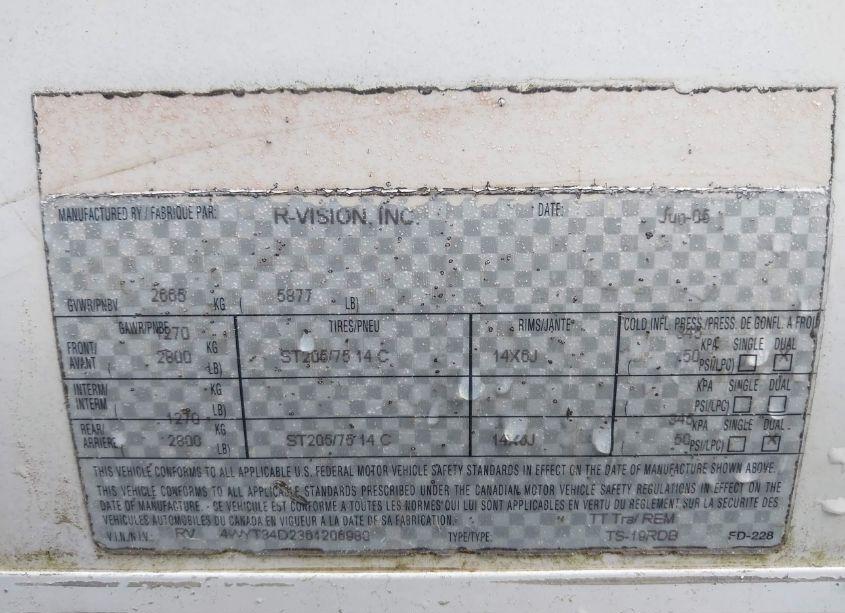 MANUFACTURED BY / FABRIQUE PAR: R-VISION, INC. DATE: Jun-05
GVWR/PNBV 2665 KG ( 5877 LB)
GAWR/PNBE TIRES/PNEU RIMS/JANTE COLD INFL. PRESS./PRESS. DE GONFL. A FROID
FRONT/ 1270 KG 345 KPA SINGLE DUAL
AVANT ( 2800 LB) ST205/75 14 C 14X5J ( 50 PSI/LPC) X
INTERM/ KG KPA SINGLE DUAL
INTERM ( LB) ( PSI/LPC)
REAR/ 1270 KG 345 KPA SINGLE DUAL
ARRIERE ( 2800 LB) ST205/75 14 C 14X5J ( 50 PSI/LPC) X
THIS VEHICLE CONFORMS TO ALL APPLICABLE U.S. FEDERAL MOTOR VEHICLE SAFETY STANDARDS IN EFFECT ON THE DATE OF MANUFACTURE SHOWN ABOVE.
THIS VEHICLE CONFORMS TO ALL APPLICABLE STANDARDS PRESCRIBED UNDER THE CANADIAN MOTOR VEHICLE SAFETY REGULATIONS IN EFFECT ON THE
DATE OF MANUFACTURE. - CE VEHICULE EST CONFORME A TOUTES LES NORMES QUI LUI SONT APPLICABLES EN VERTU DU REGLEMENT SUR LA SECURITE DES
VEHICULES AUTOMOBILES DU CANADA EN VIGUEUR A LA DATE DE SA FABRICATION. TT Tra/ REM
V.I.N./N.I.V.: RV TYPE/TYPE: TS-19RDB FD-228